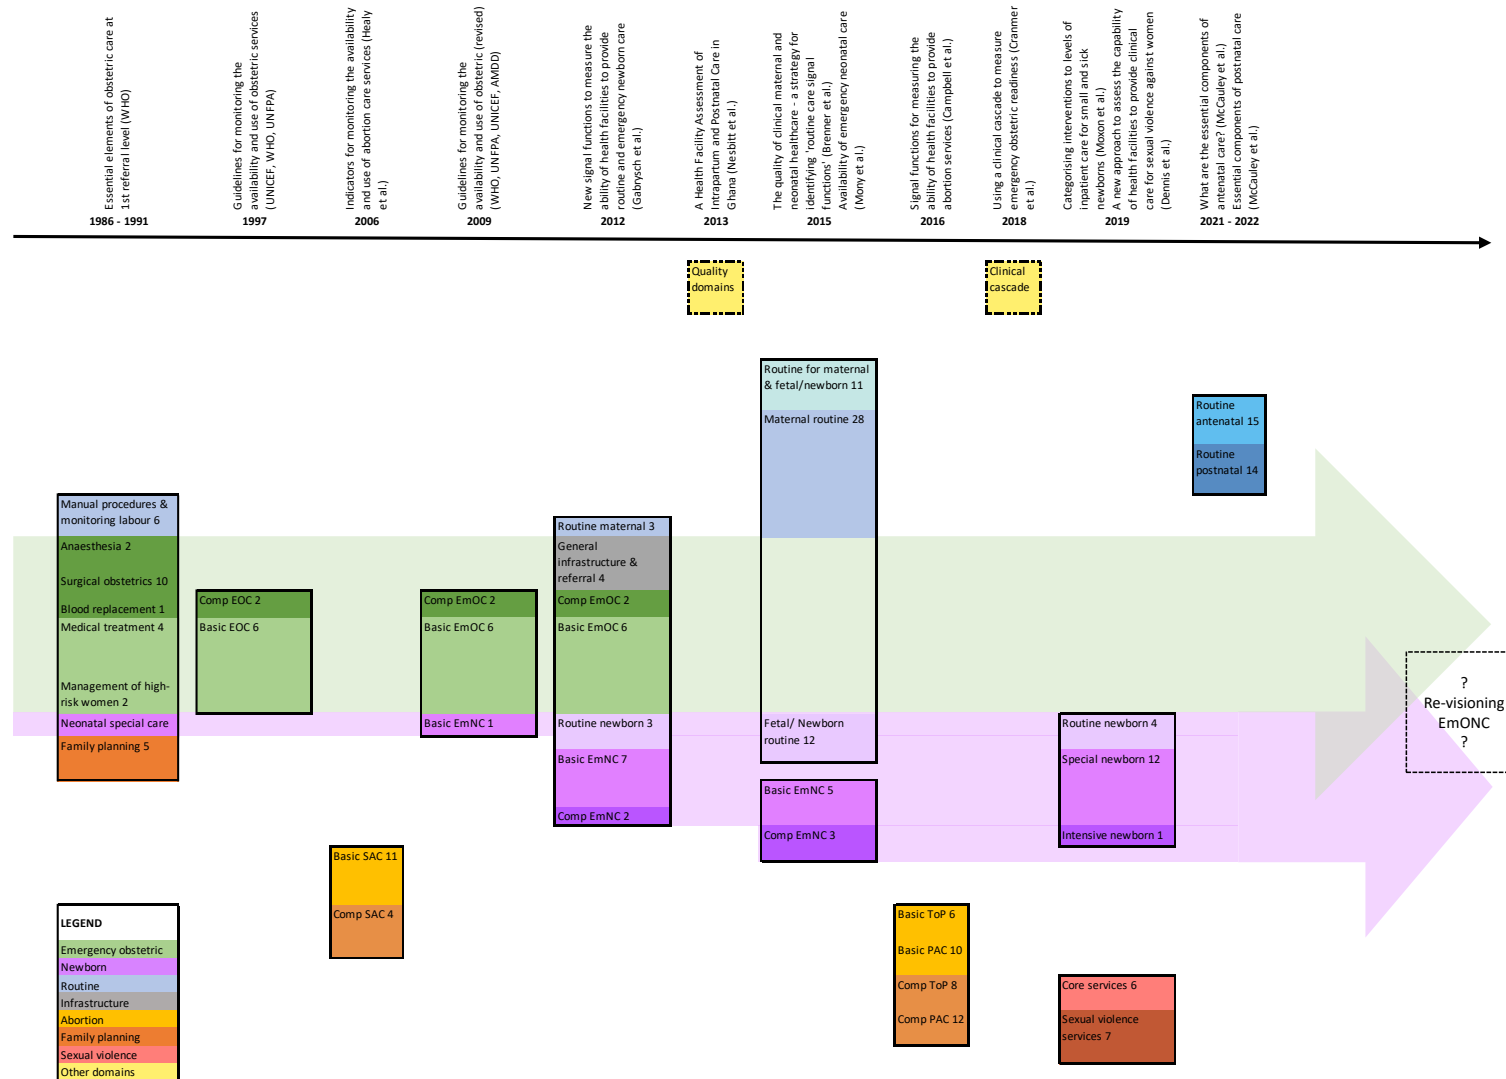 Essential elements of obstetric care at
1st referral level (WHO)
1986 - 1991
Guidelines for monitoring the
availability and use of obstetric services
(UNICEF, WHO, UNFPA)
1997
Indicators for monitoring the availability
and use of abortion care services (Healy
et al.)
2006
Guidelines for monitoring the
availability and use of obstetric (revised)
(WHO, UNFPA, UNICEF, AMDD)
2009
New signal functions to measure the
ability of health facilities to provide
routine and emergency newborn care
(Gabrysch et al.)
2012
A Health Facility Assessment of
Intrapartum and Postnatal Care in
Ghana (Nesbitt et al.)
2013
The quality of clinical maternal and
neonatal healthcare - a strategy for
identifying 'routine care signal
functions' (Brenner et al.)
Availability of emergency neonatal care
(Mony et al.)
2015
Signal functions for measuring the
ability of health facilities to provide
abortion services (Campbell et al.)
2016
Using a clinical cascade to measure
emergency obstetric readiness (Cranmer
et al.)
2018
Categorising interventions to levels of
inpatient care for small and sick
newborns (Moxon et al.)
A new approach to assess the capability
of health facilities to provide clinical
care for sexual violence against women
(Dennis et al.)
2019
What are the essential components of
antenatal care? (McCauley et al.)
Essential components of postnatal care
(McCauley et al.)
2021 - 2022
Quality
domains
Clinical
cascade
Manual procedures &
monitoring labour 6
Anaesthesia 2
Surgical obstetrics 10
Blood replacement 1
Medical treatment 4
Management of high-
risk women 2
Neonatal special care
Family planning 5
Comp EOC 2
Basic EOC 6
Basic SAC 11
Comp SAC 4
Comp EmOC 2
Basic EmOC 6
Basic EmNC 1
Routine maternal 3
General
infrastructure &
referral 4
Comp EmOC 2
Basic EmOC 6
Routine newborn 3
Basic EmNC 7
Comp EmNC 2
Routine for maternal
& fetal/newborn 11
Maternal routine 28
Fetal/ Newborn
routine 12
Basic EmNC 5
Comp EmNC 3
Basic ToP 6
Basic PAC 10
Comp ToP 8
Comp PAC 12
Routine newborn 4
Special newborn 12
Intensive newborn 1
Core services 6
Sexual violence
services 7
Routine
antenatal 15
Routine
postnatal 14
?
Re-visioning
EmONC
?
LEGEND
Emergency obstetric
Newborn
Routine
Infrastructure
Abortion
Family planning
Sexual violence
Other domains